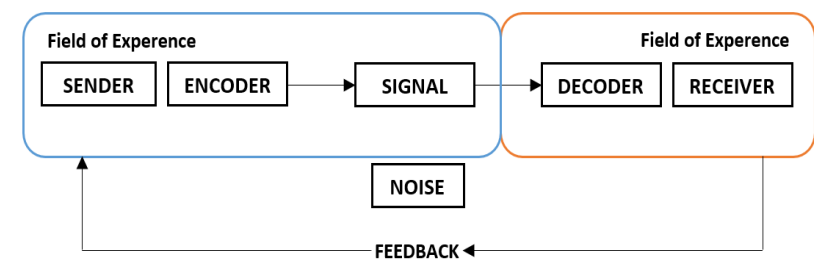 Field of Experence
Field of Experence
SENDER
ENCODER
SIGNAL
DECODER
RECEIVER
NOISE
FEEDBACK